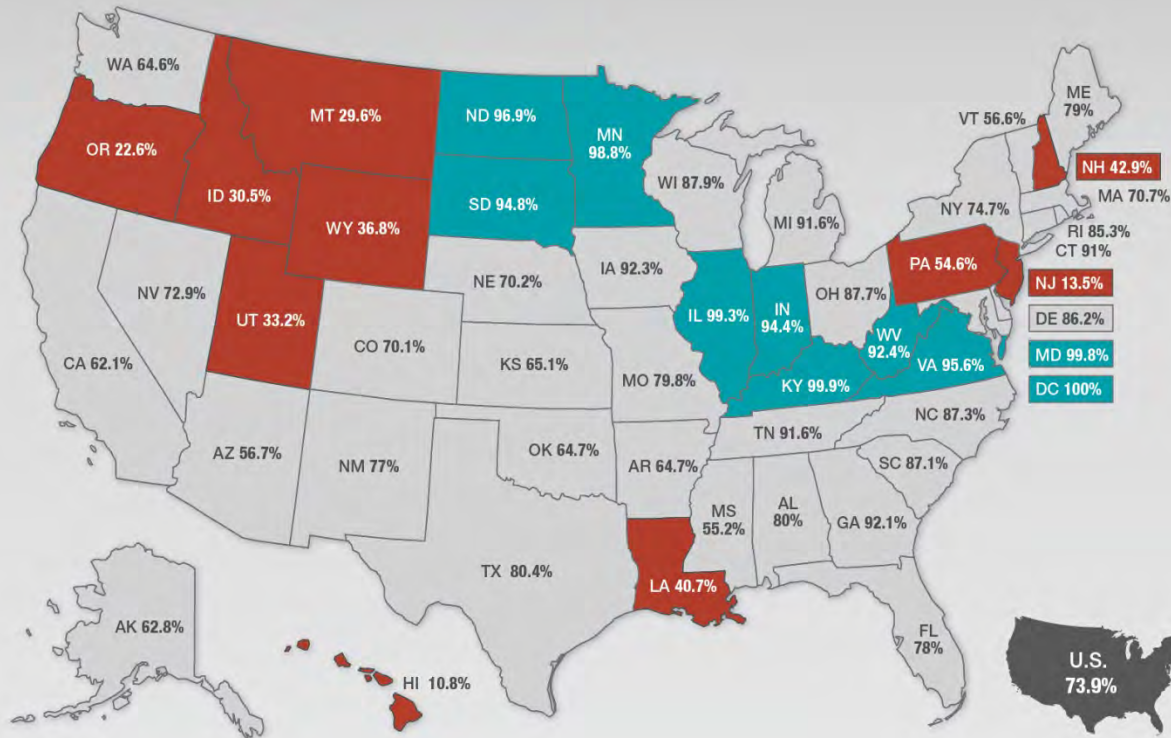 WA 64.6%
MT 29.6%
ND 96.9%
MN
98.8%
VT 56.6%
ME
79%
OR 22.6%
ID 30.5%
WY 36.8%
SD 94.8%
WI 87.9%
MI 91.6%
NY 74.7%
NH 42.9%
MA 70.7%
RI 85.3%
CT 91%
NV 72.9%
UT 33.2%
NE 70.2%
IA 92.3%
IL 99.3%
IN
94.4%
OH 87.7%
PA 54.6%
NJ 13.5%
DE 86.2%
MD 99.8%
DC 100%
CA 62.1%
CO 70.1%
KS 65.1%
MO 79.8%
KY 99.9%
WV
92.4%
VA 95.6%
AZ 56.7%
NM 77%
OK 64.7%
AR 64.7%
TN 91.6%
NC 87.3%
SC 87.1%
TX 80.4%
LA 40.7%
MS
55.2%
AL
80%
GA 92.1%
FL
78%
AK 62.8%
HI 10.8%
U.S.
73.9%